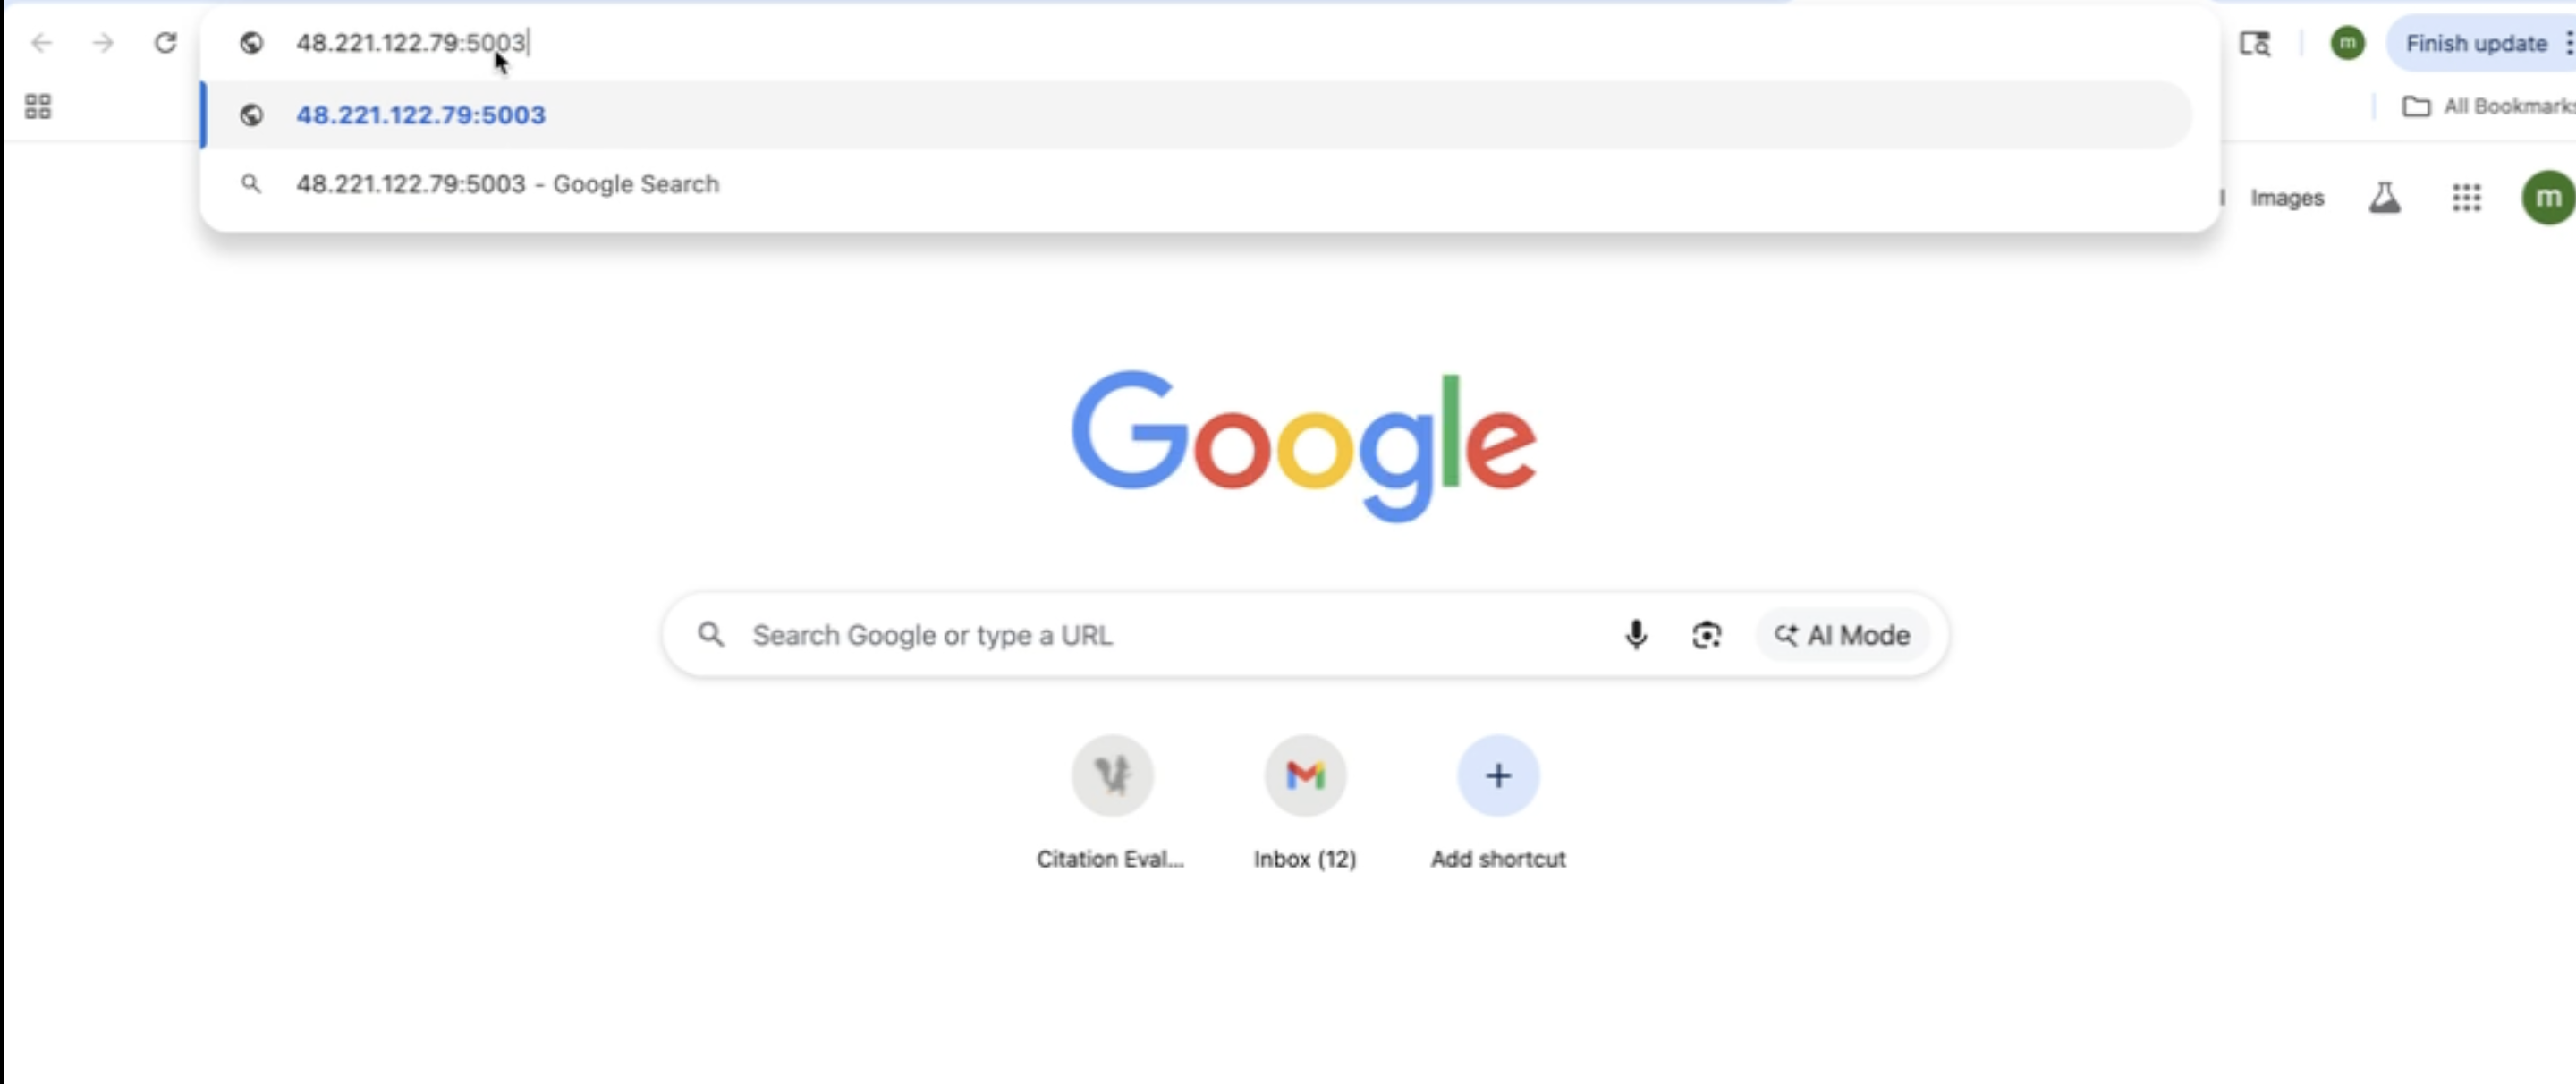 48.221.122.79:5003
Finish update
48.221.122.79:5003
All Bookmarks
48.221.122.79:5003 - Google Search
Images
m
m
Google
Search Google or type a URL
AI Mode
Citation Eval...
Inbox (12)
Add shortcut